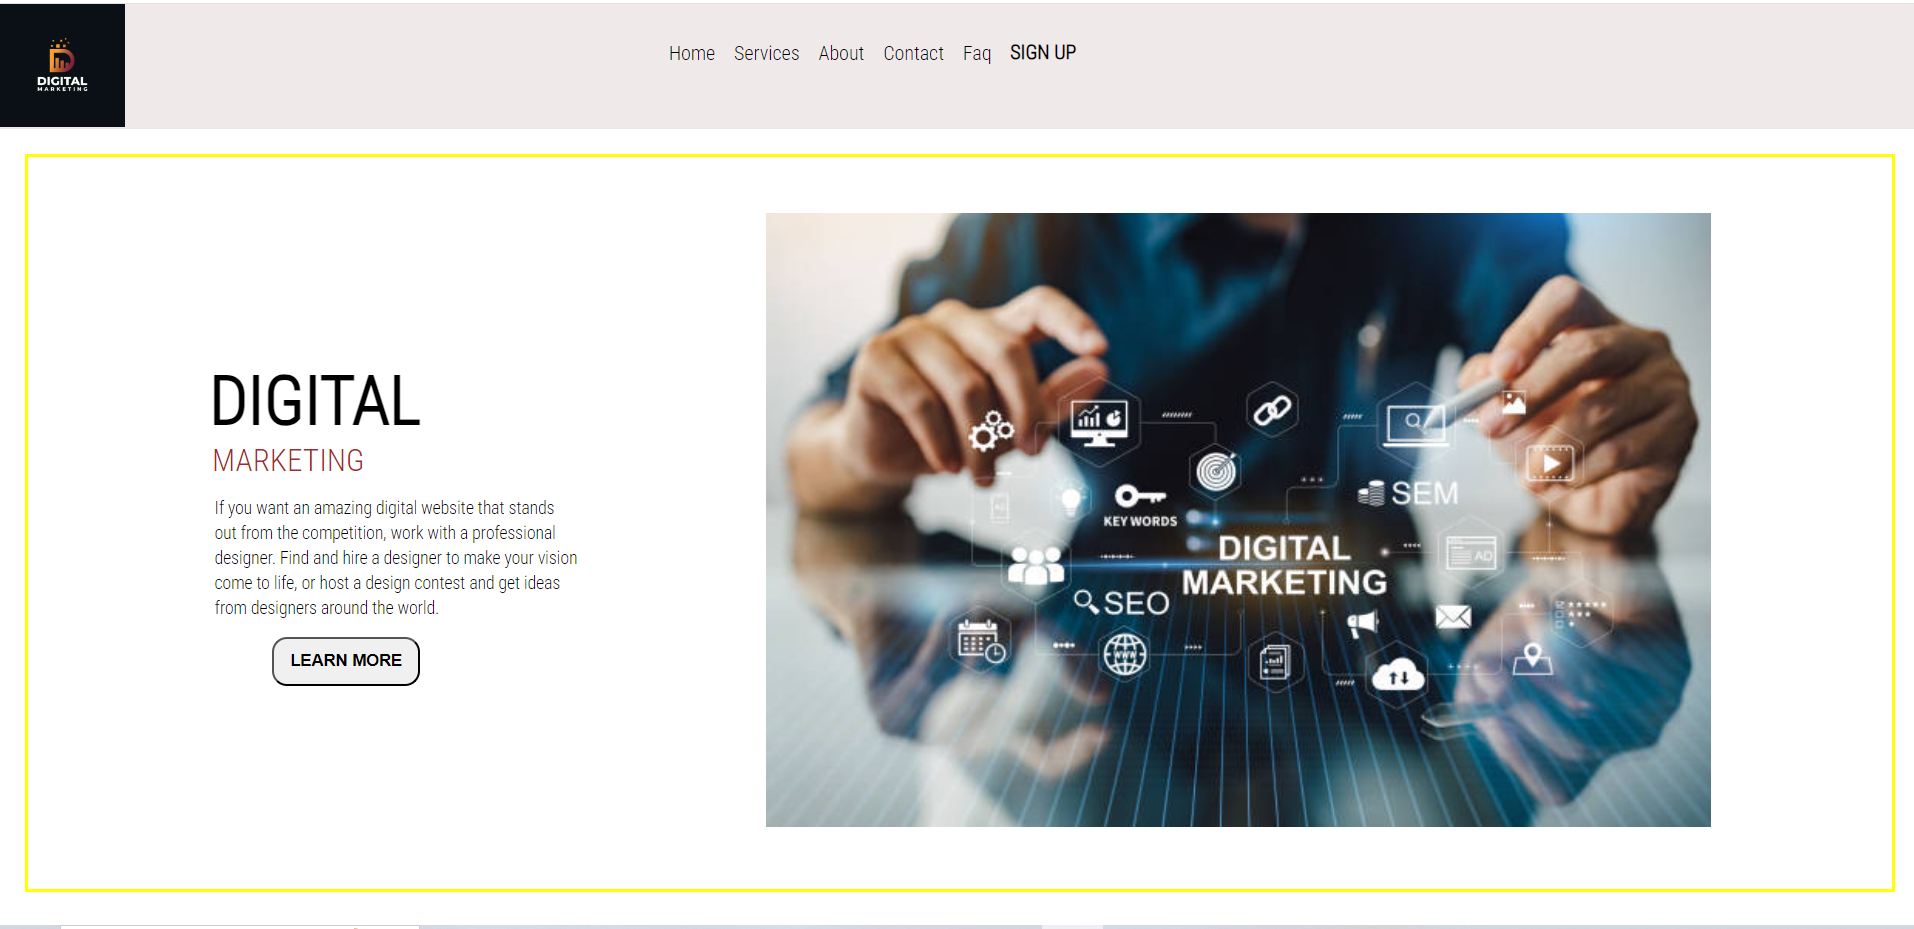 DIGITAL
MARKETING
Home Services About Contact Faq SIGN UP
DIGITAL
MARKETING
If you want an amazing digital website that stands
out from the competition, work with a professional
designer. Find and hire a designer to make your vision
come to life, or host a design contest and get ideas
from designers around the world.
LEARN MORE
KEY WORDS
SEM
DIGITAL
MARKETING
AD
SEO
WWW